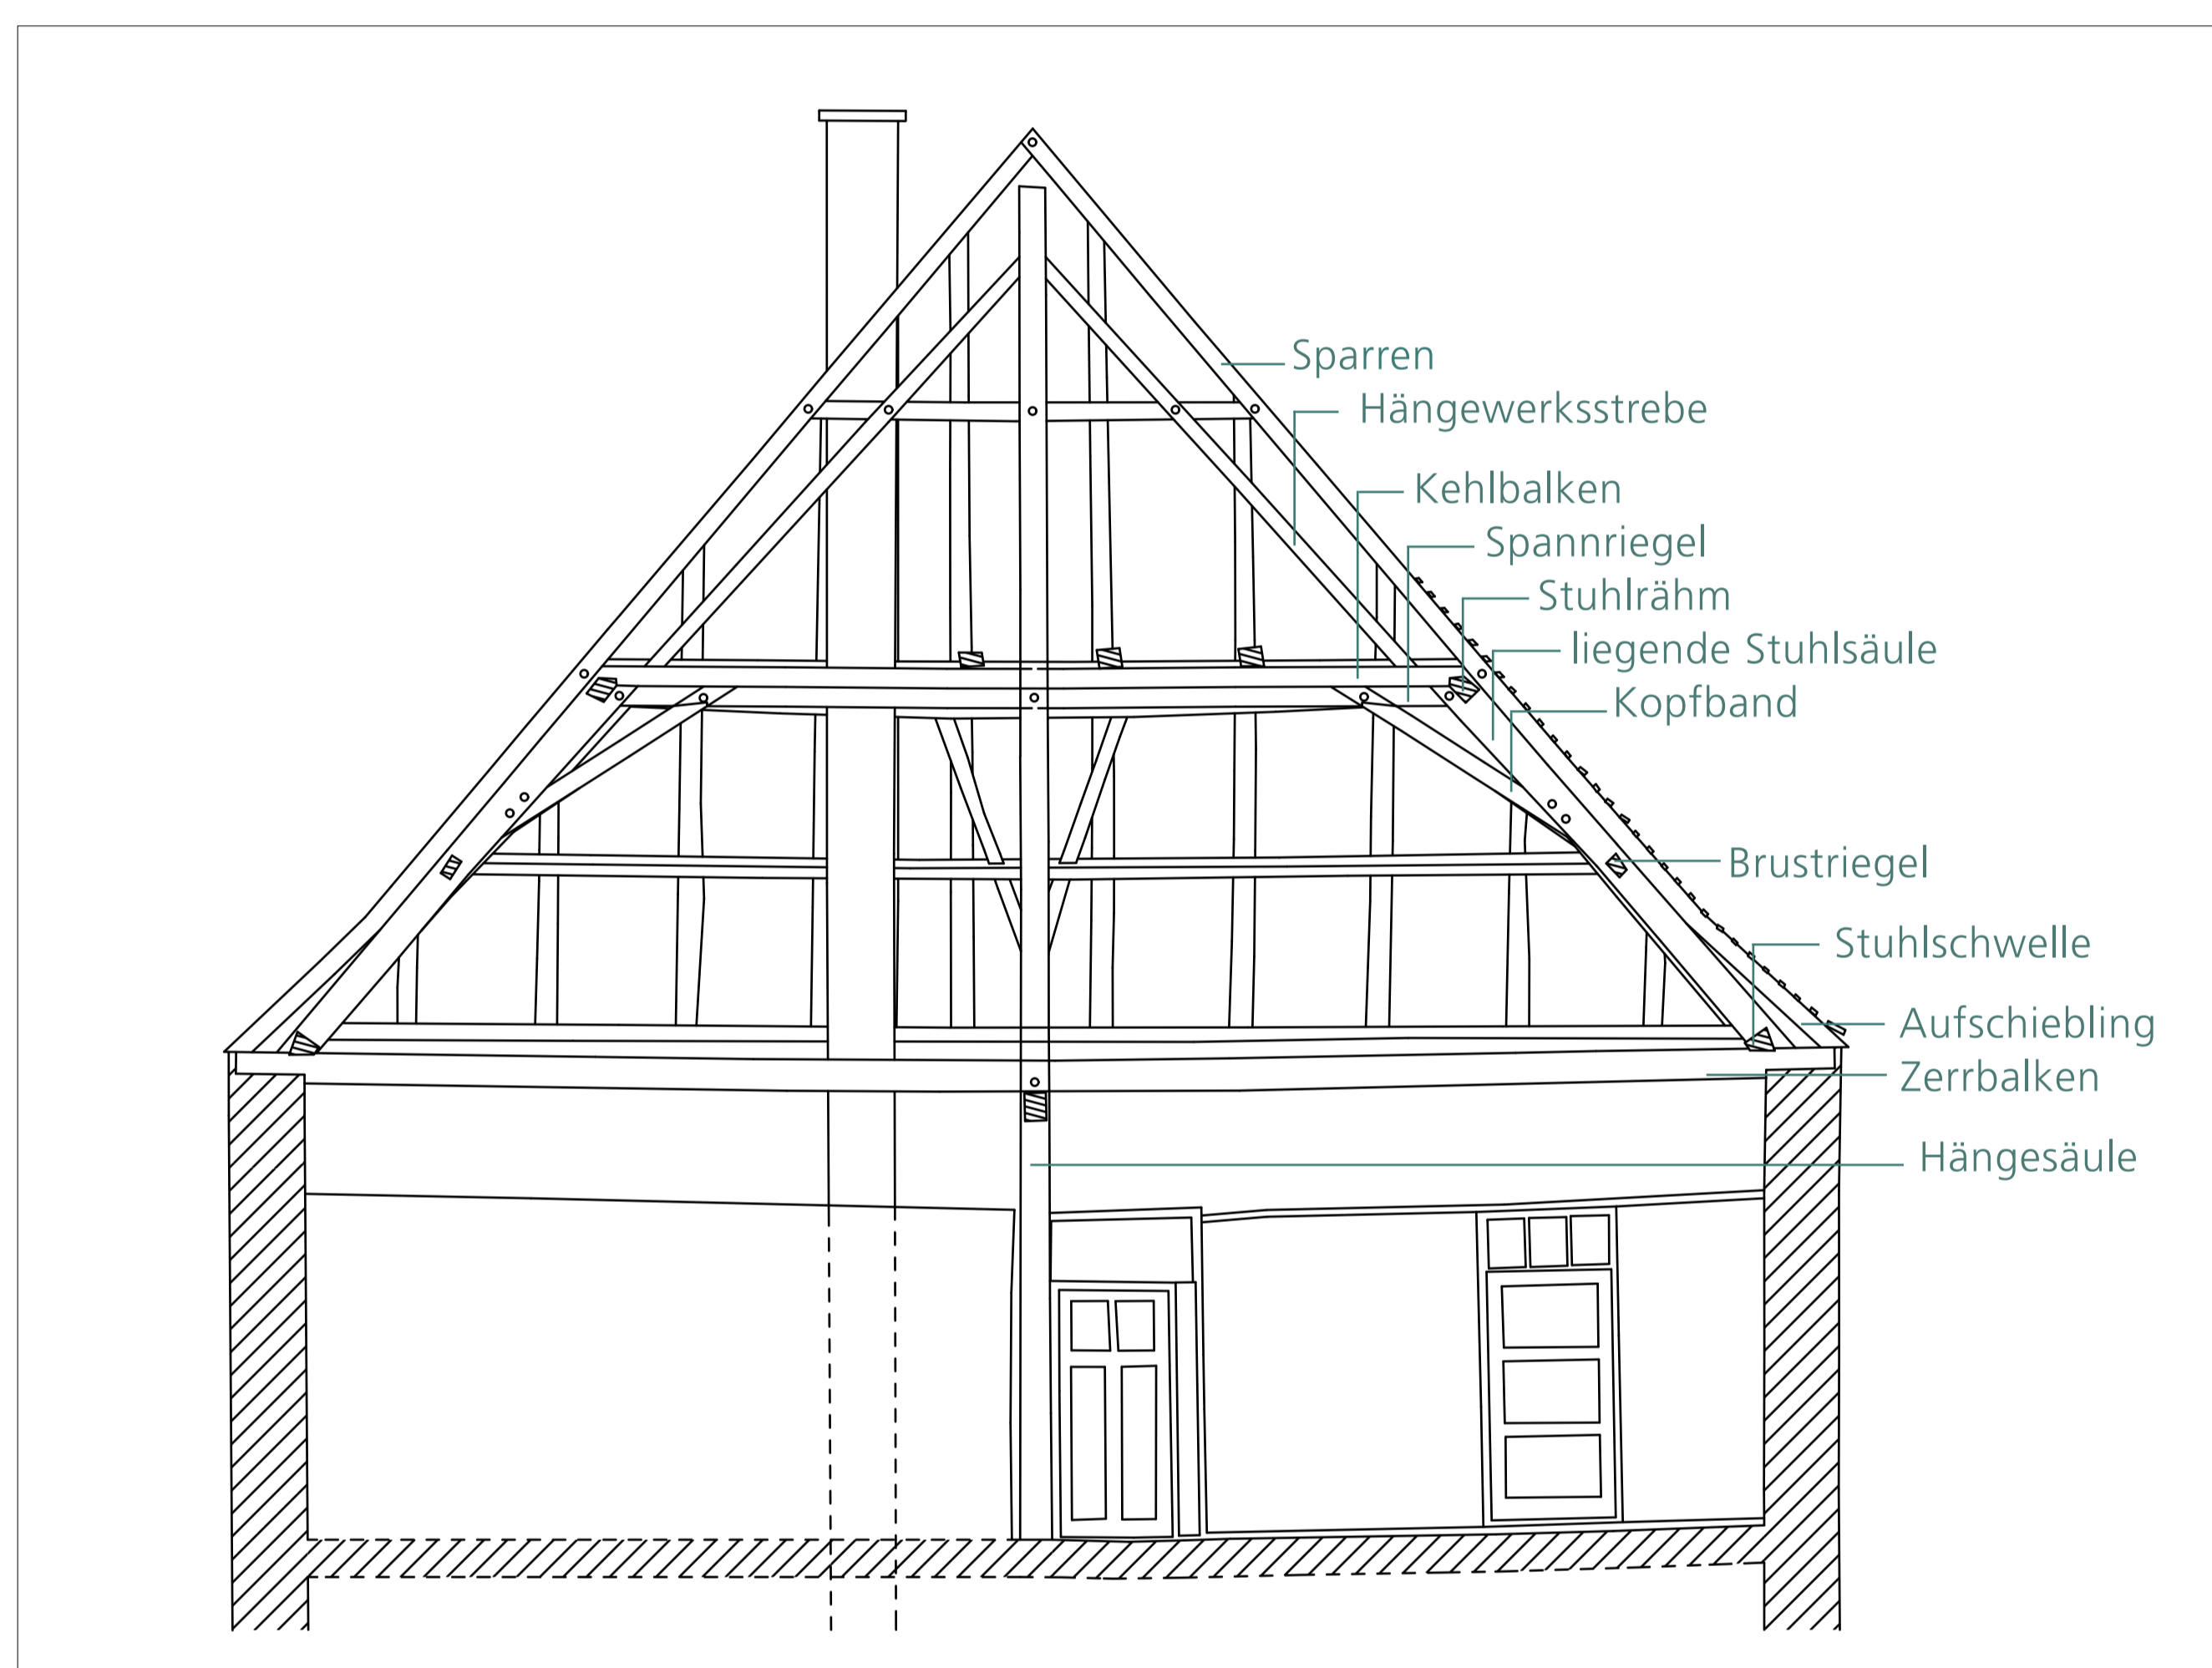 Sparren
Hängewerksstrebe
Kehlbalken
Spannriegel
Stuhlrähm
liegende Stuhlsäule
Kopfband
Brustriegel
Stuhlschwelle
Aufschiebling
Zerrbalken
Hängesäule